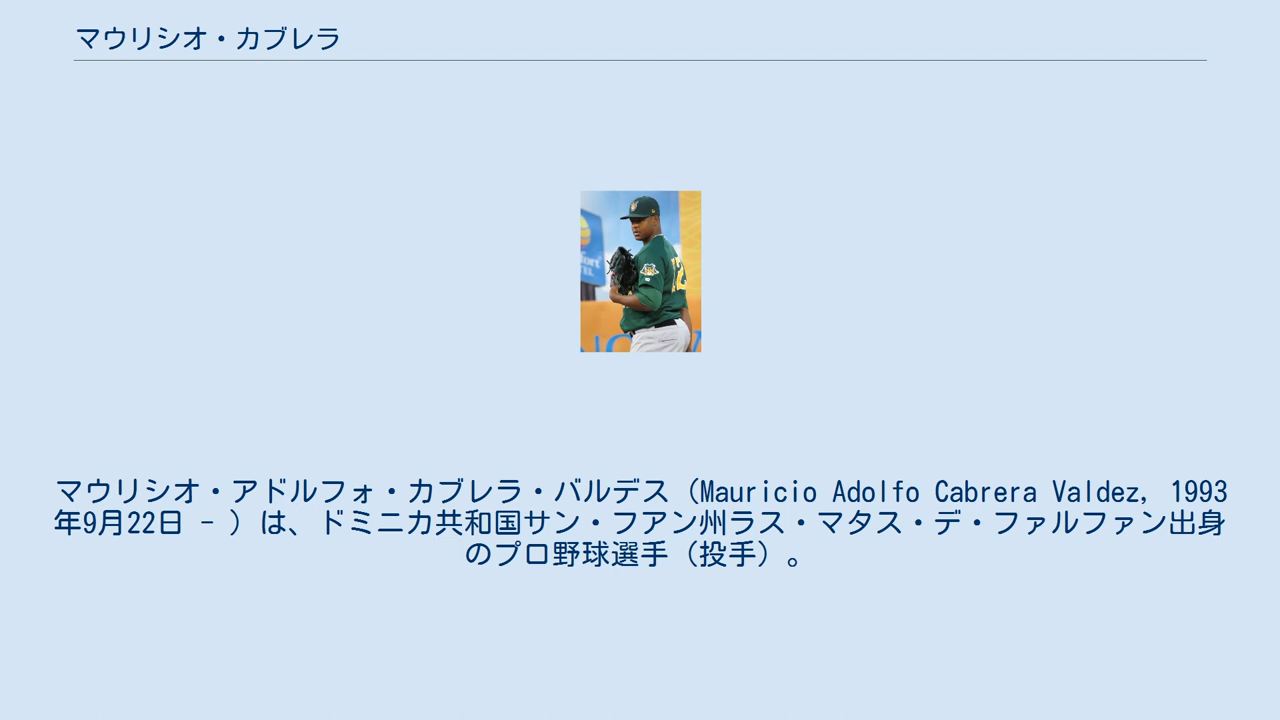 マウリシオ・カブレラ
マウリシオ・アドルフォ・カブレラ・バルデス（Mauricio Adolfo Cabrera Valdez, 1993
年9月22日 - ）は、ドミニカ共和国サン・フアン州ラス・マタス・デ・ファルファン出身
のプロ野球選手（投手）。